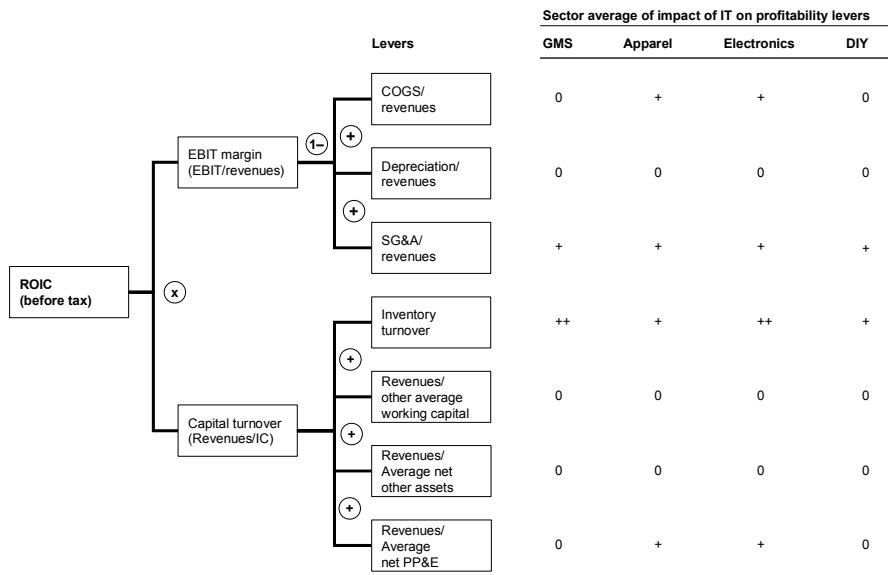 Sector average of impact of IT on profitability levers
Levers GMS Apparel Electronics DIY
COGS/
revenues
0 + + 0
1–
+
EBIT margin
(EBIT/revenues)
Depreciation/
revenues
0 0 0 0
+
SG&A/
revenues
+ + + +
ROIC
(before tax)
x
Inventory
turnover
++ + ++ +
+
Revenues/
other average
working capital
0 0 0 0
Capital turnover
(Revenues/IC)
+
Revenues/
Average net
other assets
0 0 0 0
+
Revenues/
Average
net PP&E
0 + + 0